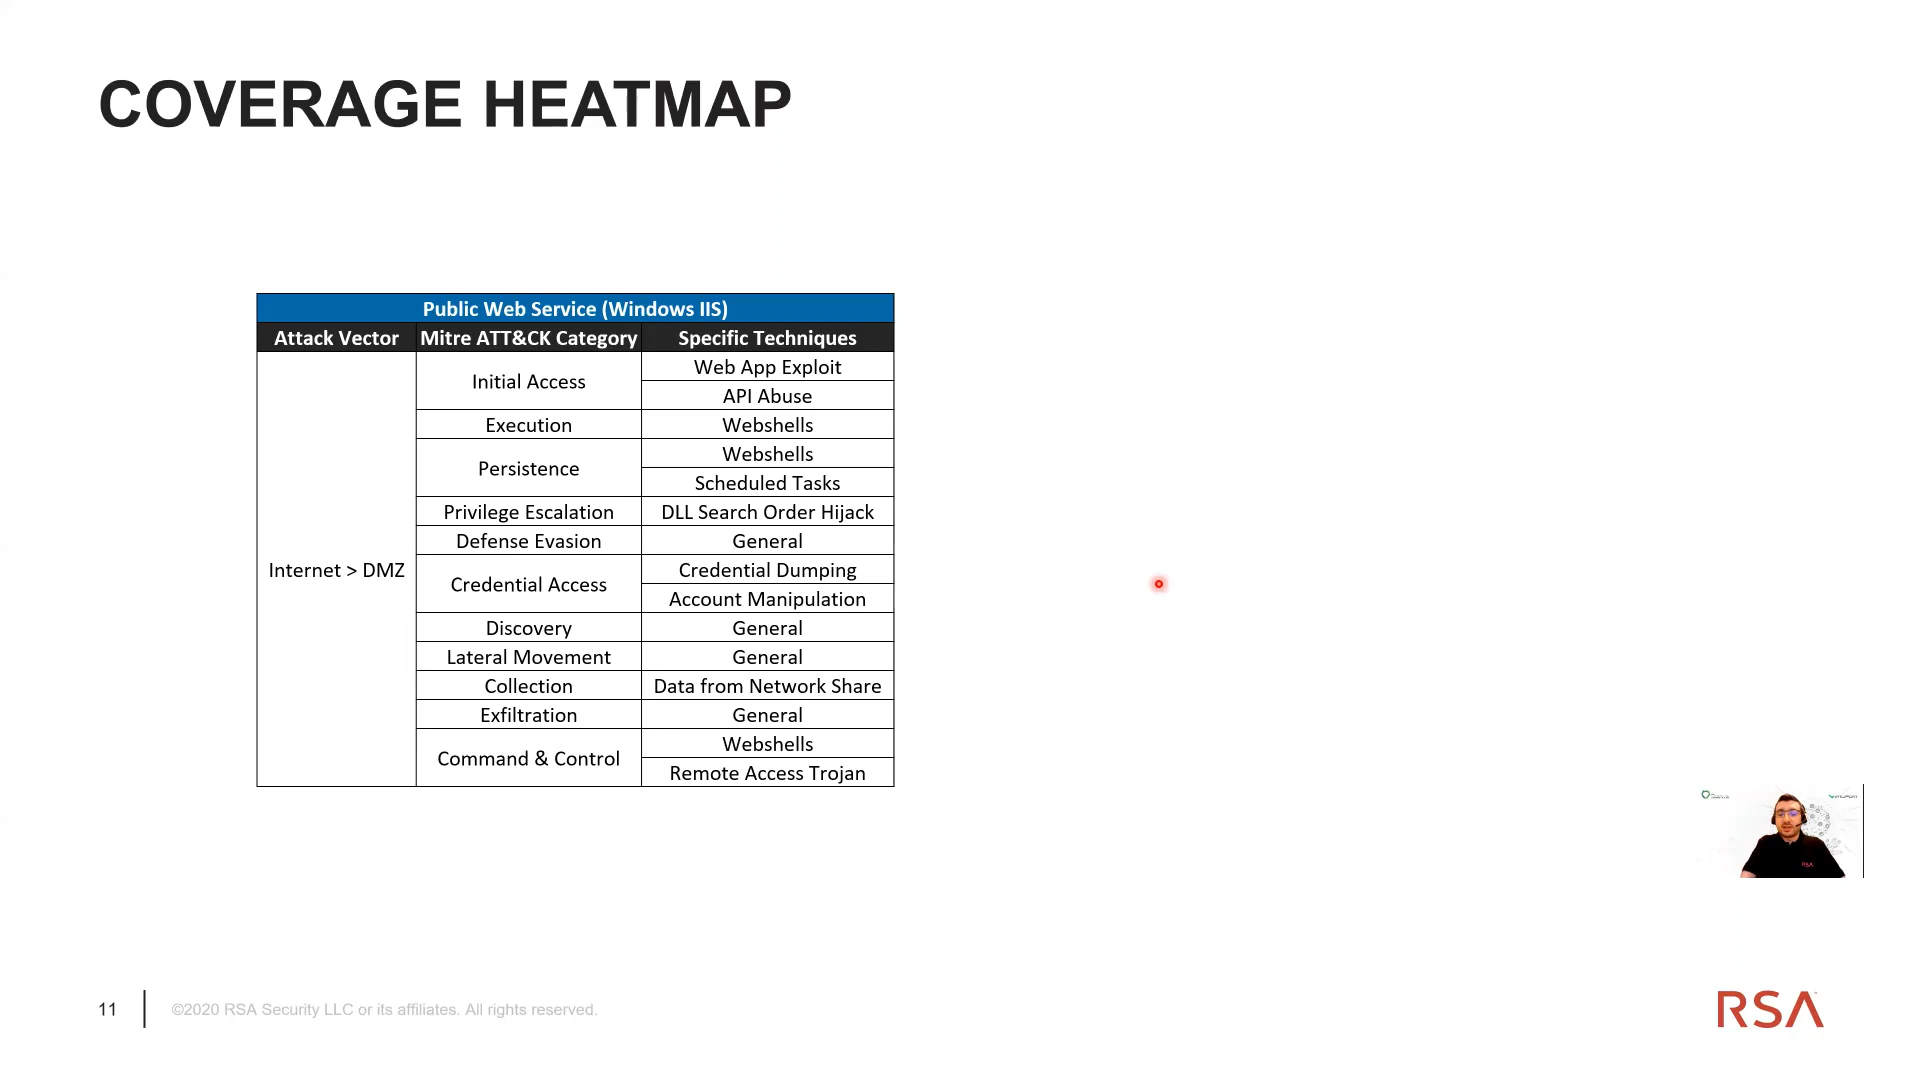 COVERAGE HEATMAP
Public Web Service (Windows IIS)
Attack Vector Mitre ATT&CK Category Specific Techniques
Internet > DMZ
Initial Access
Web App Exploit
API Abuse
Execution
Webshells
Persistence
Webshells
Scheduled Tasks
Privilege Escalation
DLL Search Order Hijack
Defense Evasion
General
Credential Access
Credential Dumping
Account Manipulation
Discovery
General
Lateral Movement
General
Collection
Data from Network Share
Exfiltration
General
Command & Control
Webshells
Remote Access Trojan
RSA
11
©2020 RSA Security LLC or its affiliates. All rights reserved.
RSA